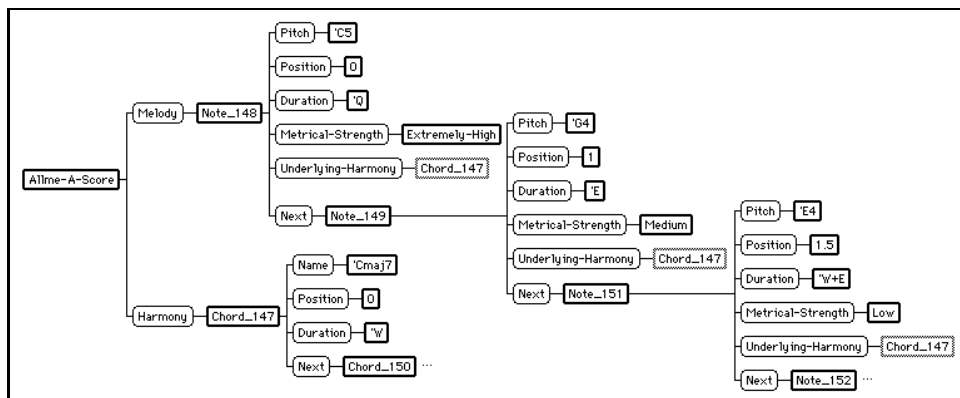 Allme-A-Score
Melody Note_148
Pitch 'C5
Position 0
Duration 'Q
Metrical-Strength Extremely-High
Underlying-Harmony Chord_147
Next Note_149
Pitch 'G4
Position 1
Duration 'E
Metrical-Strength Medium
Underlying-Harmony Chord_147
Next Note_151
Pitch 'E4
Position 1.5
Duration 'W+E
Metrical-Strength Low
Underlying-Harmony Chord_147
Next Note_152 ...
Harmony Chord_147
Name 'Cmaj7
Position 0
Duration 'W
Next Chord_150 ...